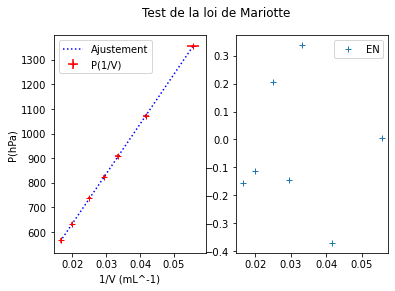 Test de la loi de Mariotte
Ajustement
P(1/V)
1300
1200
1100
1000
900
800
700
600
P(hPa)
0.02 0.03 0.04 0.05
1/V (mL^-1)
EN
0.3
0.2
0.1
0.0
−0.1
−0.2
−0.3
−0.4
0.02 0.03 0.04 0.05